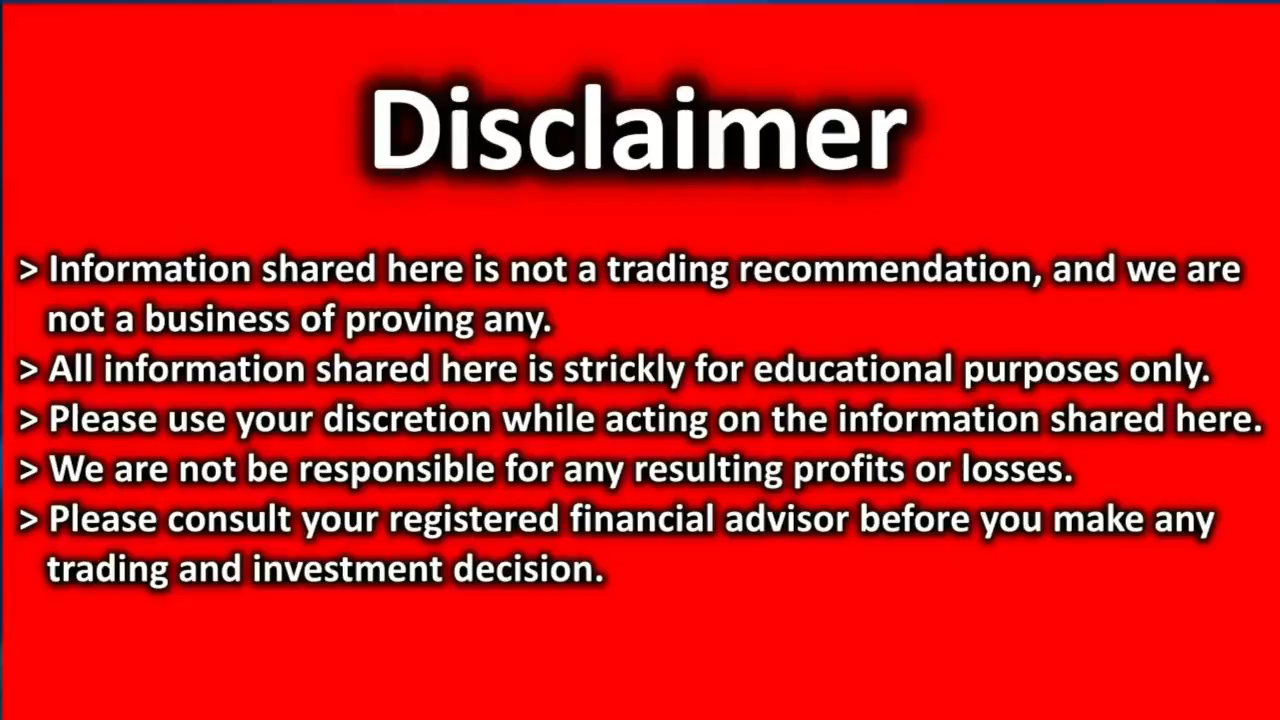 Disclaimer
> Information shared here is not a trading recommendation, and we are
not a business of proving any.
> All information shared here is strickly for educational purposes only.
> Please use your discretion while acting on the information shared here.
> We are not be responsible for any resulting profits or losses.
> Please consult your registered financial advisor before you make any
trading and investment decision.